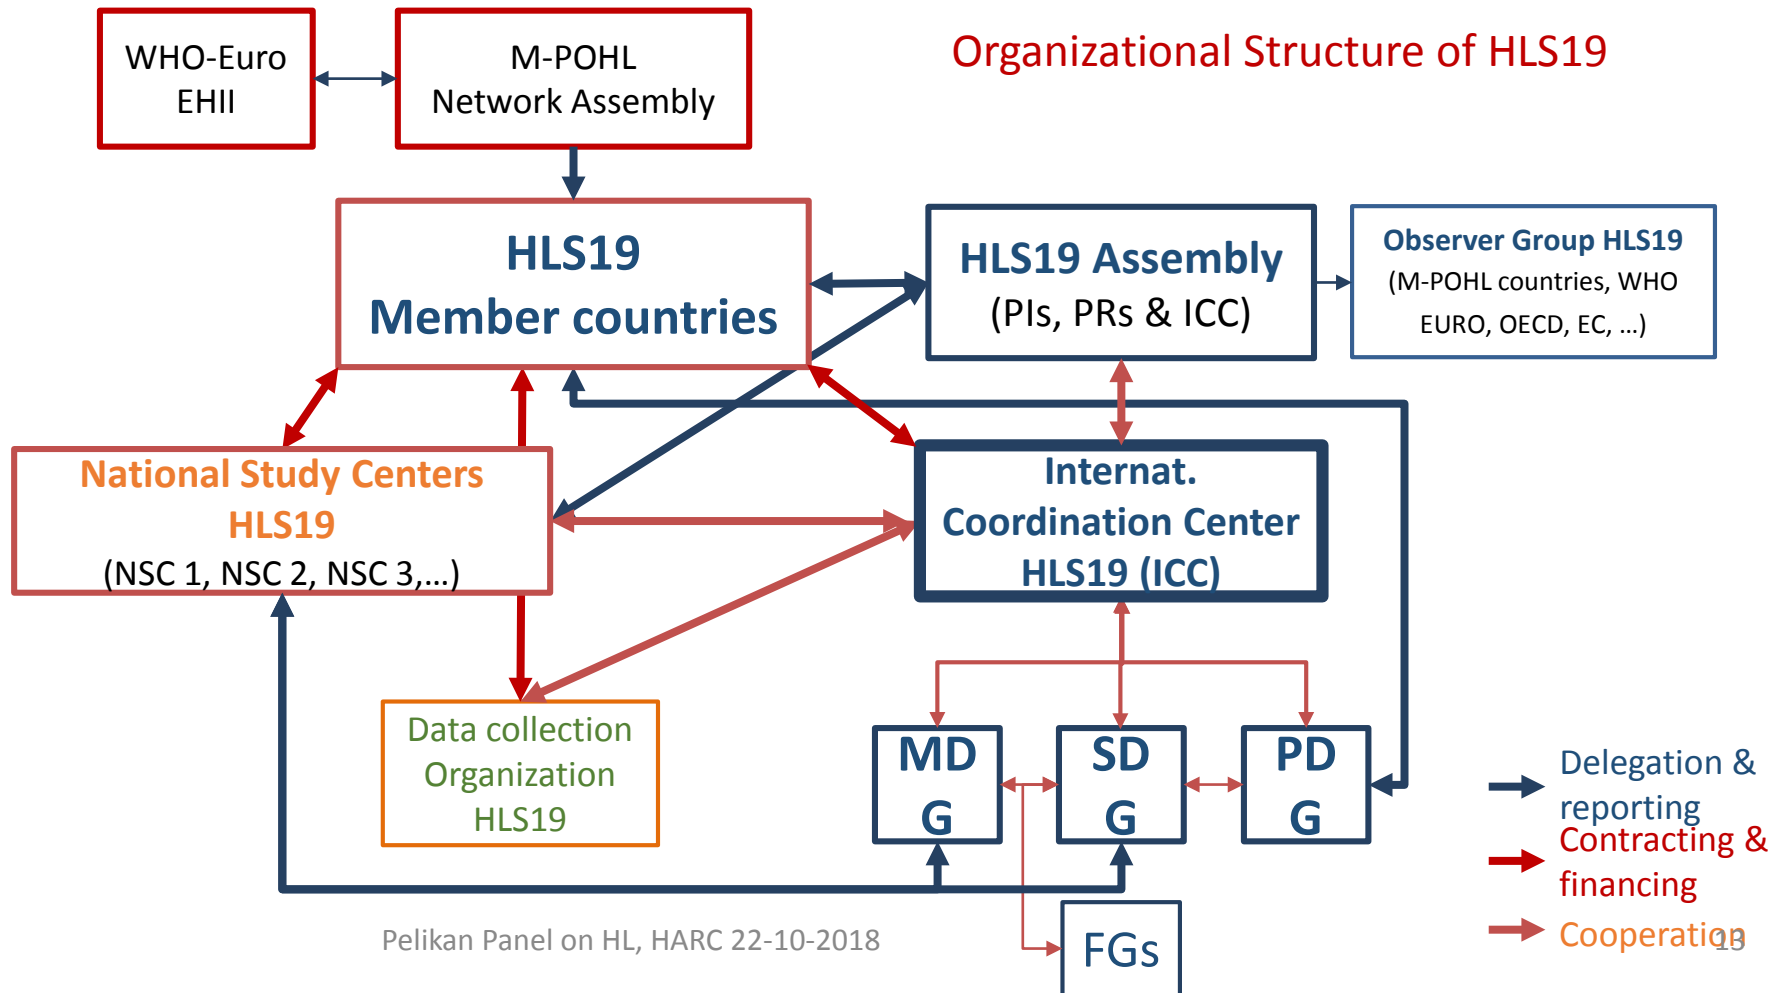 Organizational Structure of HLS19
WHO-Euro
EHII
M-POHL
Network Assembly
HLS19
Member countries
HLS19 Assembly
(PIs, PRs & ICC)
Observer Group HLS19
(M-POHL countries, WHO
EURO, OECD, EC, ...)
National Study Centers
HLS19
(NSC 1, NSC 2, NSC 3,...)
Internat.
Coordination Center
HLS19 (ICC)
Data collection
Organization
HLS19
MD
G
SD
G
PD
G
FGs
Delegation &
reporting
Contracting &
financing
Cooperation
Pelikan Panel on HL, HARC 22-10-2018
13